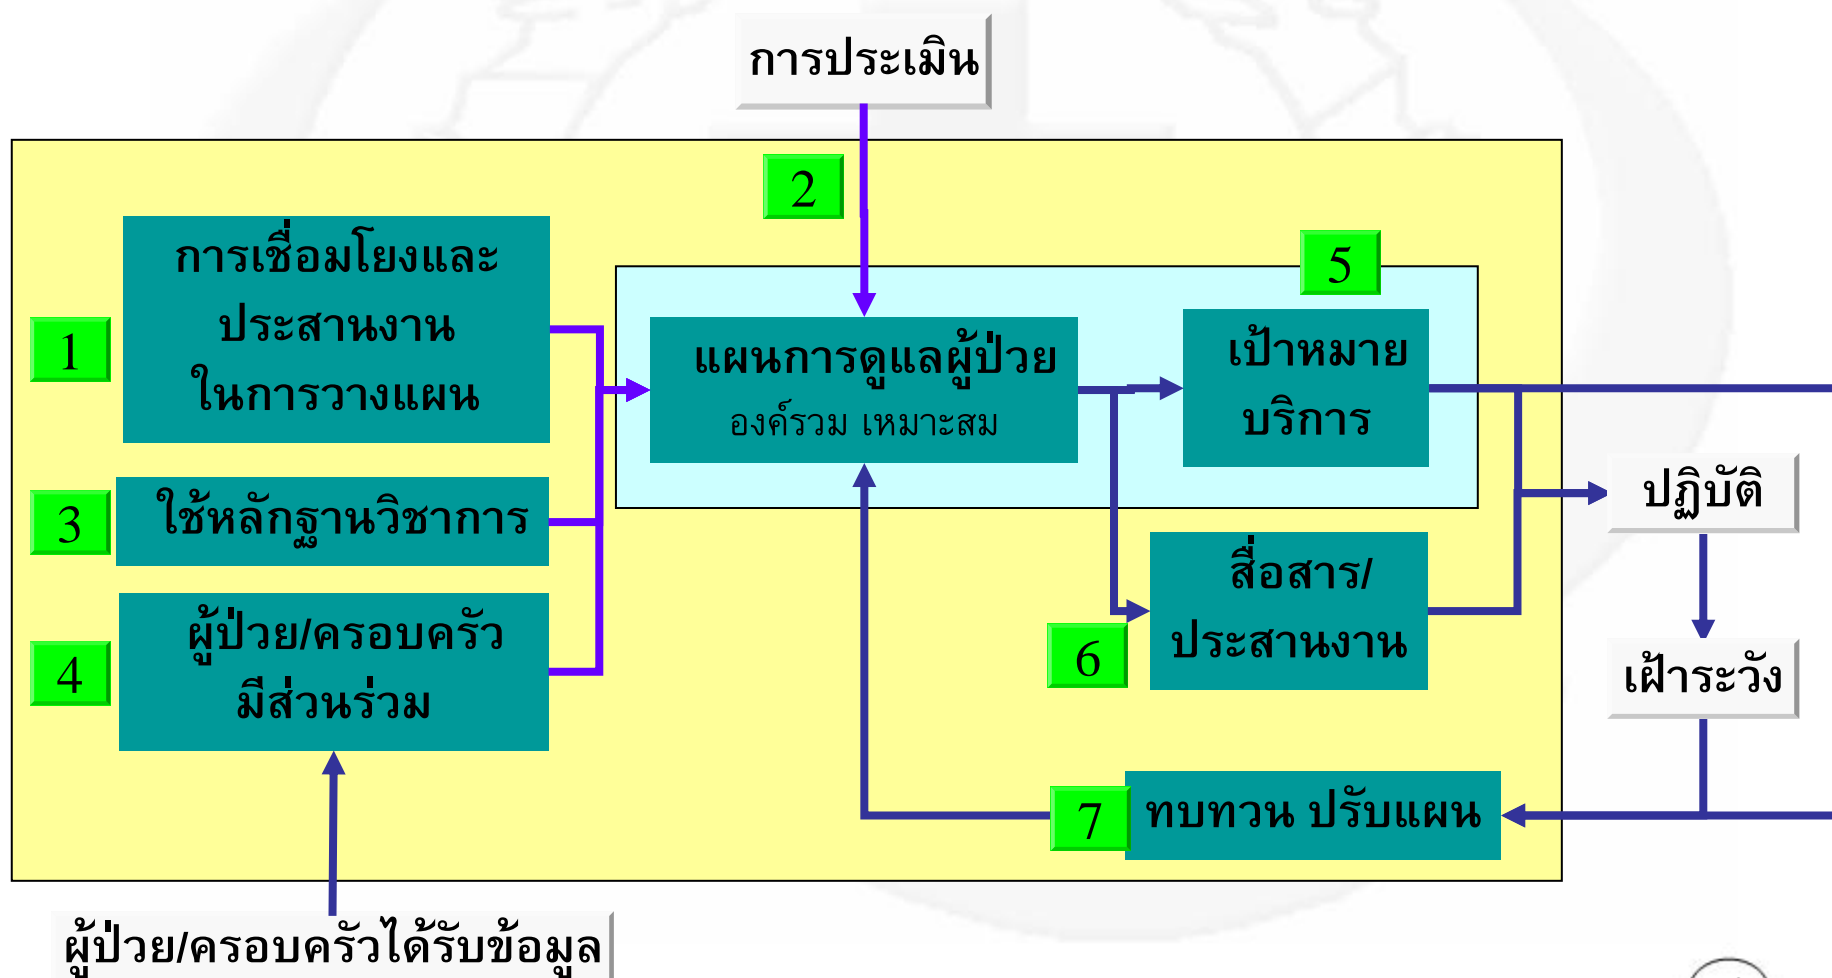 การประเมิน
2
การเชื่อมโยงและ
ประสานงาน
ในการวางแผน
1
5
แผนการดูแลผู้ป่วย
องค์รวม เหมาะสม
เป้าหมาย
บริการ
3
ใช้หลักฐานวิชาการ
ปฏิบัติ
4
ผู้ป่วย/ครอบครัว
มีส่วนร่วม
6
สื่อสาร/
ประสานงาน
เฝ้าระวัง
7
ทบทวน ปรับแผน
ผู้ป่วย/ครอบครัวได้รับข้อมูล